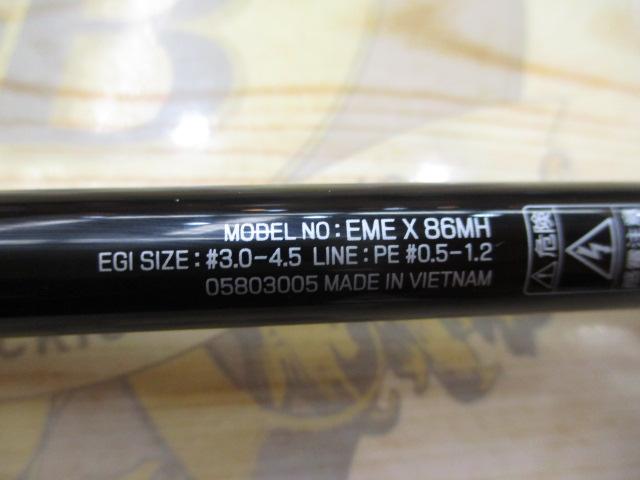 MODEL NO : EME X 86MH
EGI SIZE : #3.0-4.5 LINE : PE #0.5-1.2
05803005 MADE IN VIETNAM
危険